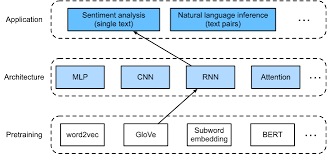 Application
Sentiment analysis
(single text)
Natural language inference
(text pairs)
...
Architecture
MLP
CNN
RNN
Attention
...
Pretraining
word2vec
GloVe
Subword
embedding
BERT
...